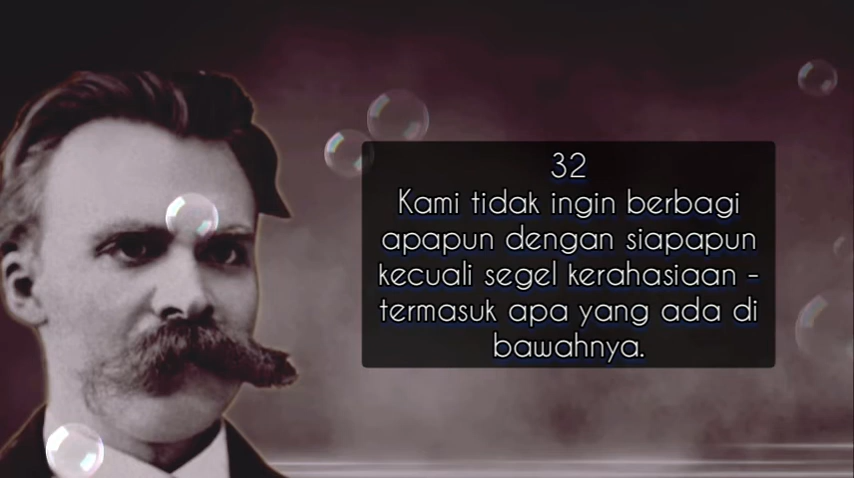 32
Kami tidak ingin berbagi
apapun dengan siapapun
kecuali segel kerahasiaan -
termasuk apa yang ada di
bawahnya.